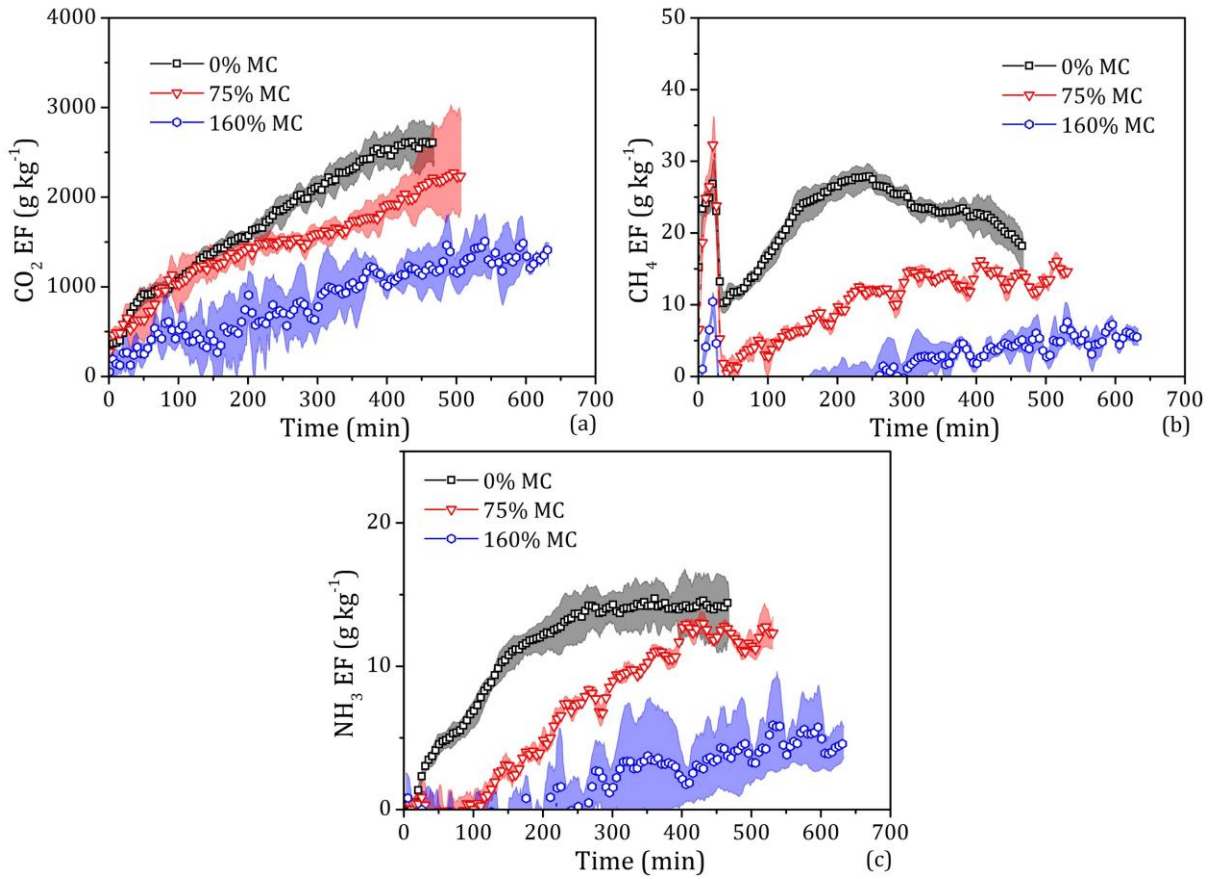 4000
3000
2000
1000
0
CO₂ EF (g kg⁻¹)
0% MC
75% MC
160% MC
0 100 200 300 400 500 600 700
Time (min)
(a)
50
40
30
20
10
0
CH₄ EF (g kg⁻¹)
0% MC
75% MC
160% MC
0 100 200 300 400 500 600 700
Time (min)
(b)
20
10
0
NH₃ EF (g kg⁻¹)
0% MC
75% MC
160% MC
0 100 200 300 400 500 600 700
Time (min)
(c)